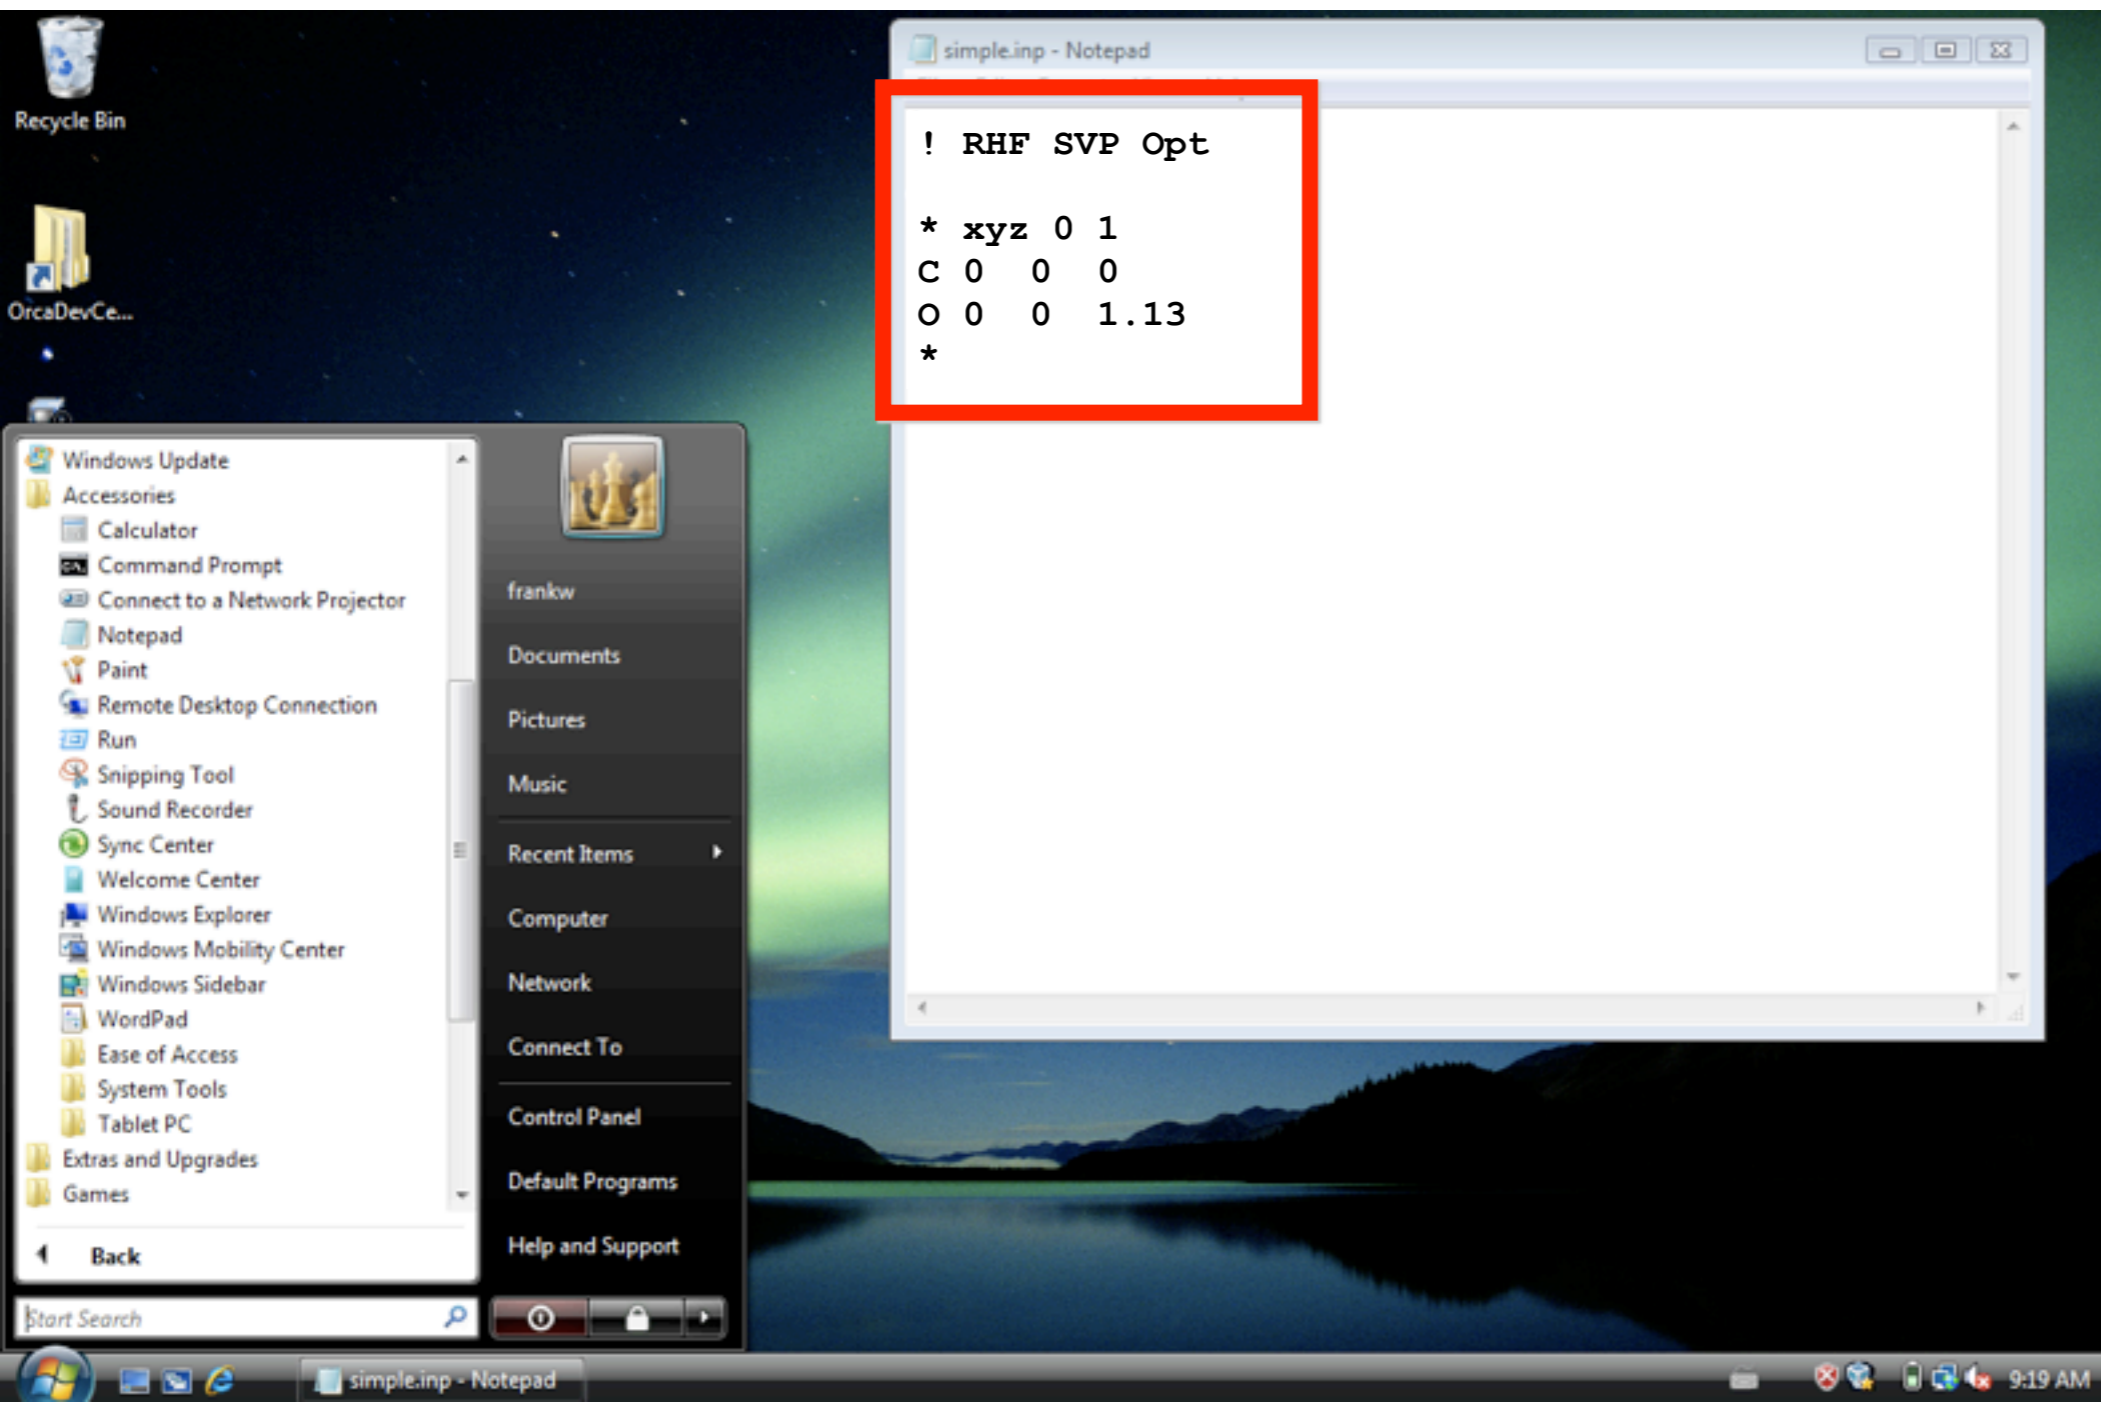 Recycle Bin
OrcaDevCe...
simple.inp - Notepad
! RHF SVP Opt
* xyz 0 1
C 0 0 0
O 0 0 1.13
*
Windows Update
Accessories
Calculator
Command Prompt
Connect to a Network Projector
Notepad
Paint
Remote Desktop Connection
Run
Snipping Tool
Sound Recorder
Sync Center
Welcome Center
Windows Explorer
Windows Mobility Center
Windows Sidebar
WordPad
Ease of Access
System Tools
Tablet PC
Extras and Upgrades
Games
Back
Start Search
frankw
Documents
Pictures
Music
Recent Items
Computer
Network
Connect To
Control Panel
Default Programs
Help and Support
simple.inp - Notepad
9:19 AM